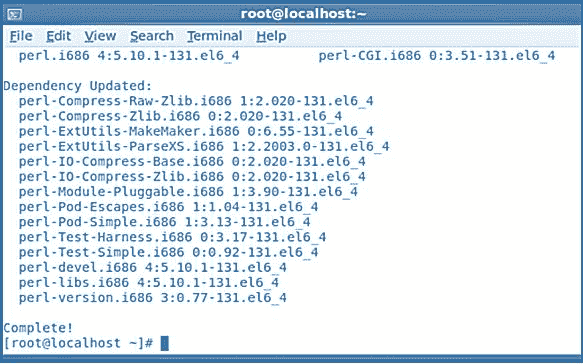 root@localhost:~
File Edit View Search Terminal Help
perl.i686 4:5.10.1-131.el6_4 perl-CGI.i686 0:3.51-131.el6_4
Dependency Updated:
perl-Compress-Raw-Zlib.i686 1:2.020-131.el6_4
perl-Compress-Zlib.i686 0:2.020-131.el6_4
perl-ExtUtils-MakeMaker.i686 0:6.55-131.el6_4
perl-ExtUtils-ParseXS.i686 1:2.2003.0-131.el6_4
perl-IO-Compress-Base.i686 0:2.020-131.el6_4
perl-IO-Compress-Zlib.i686 0:2.020-131.el6_4
perl-Module-Pluggable.i686 1:3.90-131.el6_4
perl-Pod-Escapes.i686 1:1.04-131.el6_4
perl-Pod-Simple.i686 1:3.13-131.el6_4
perl-Test-Harness.i686 0:3.17-131.el6_4
perl-Test-Simple.i686 0:0.92-131.el6_4
perl-devel.i686 4:5.10.1-131.el6_4
perl-libs.i686 4:5.10.1-131.el6_4
perl-version.i686 3:0.77-131.el6_4
Complete!
[root@localhost ~]#